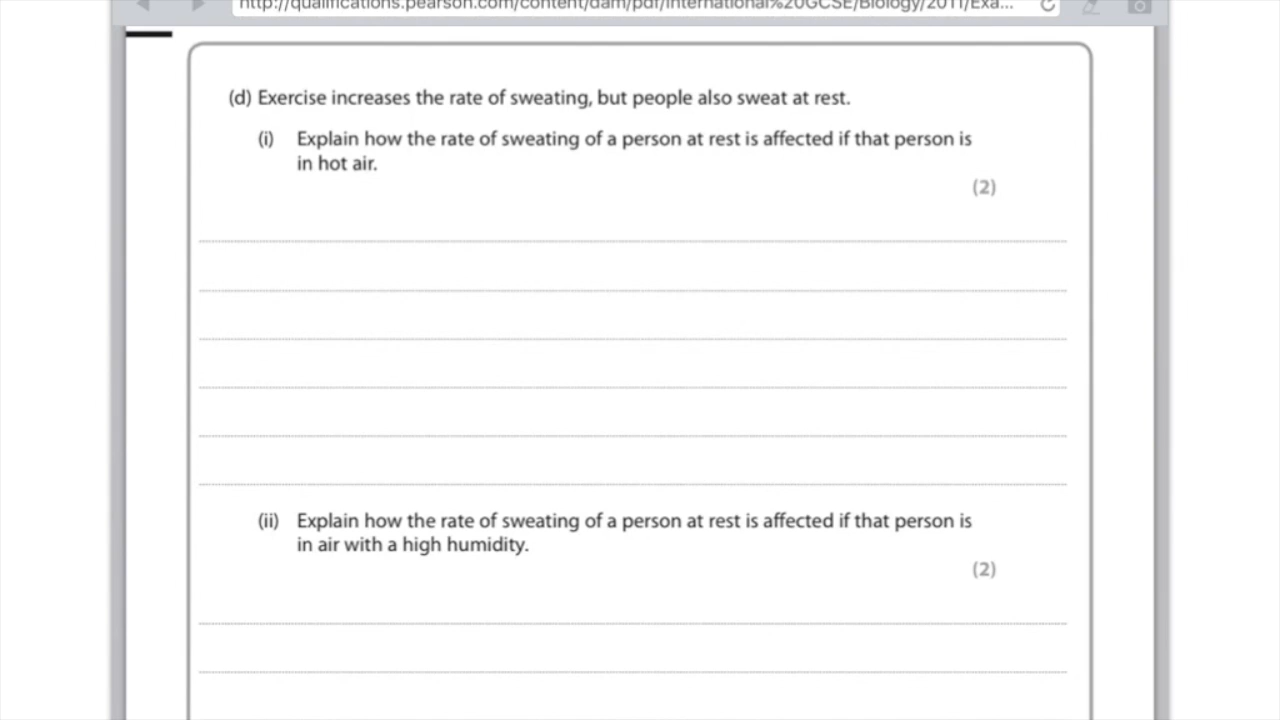 http://qualifications.pearson.com/content/dam/pdf/International%20GCSE/Biology/2011/Exa...
(d) Exercise increases the rate of sweating, but people also sweat at rest.
(i) Explain how the rate of sweating of a person at rest is affected if that person is
in hot air.
(2)
(ii) Explain how the rate of sweating of a person at rest is affected if that person is
in air with a high humidity.
(2)